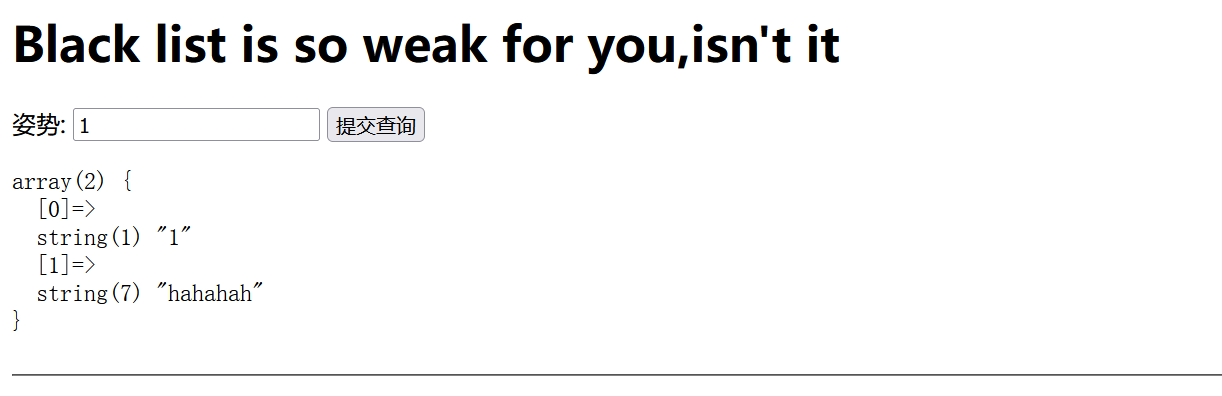 Black list is so weak for you,isn't it
姿势: 1 提交查询
array(2) {
  [0]=>
  string(1) "1"
  [1]=>
  string(7) "hahahah"
}